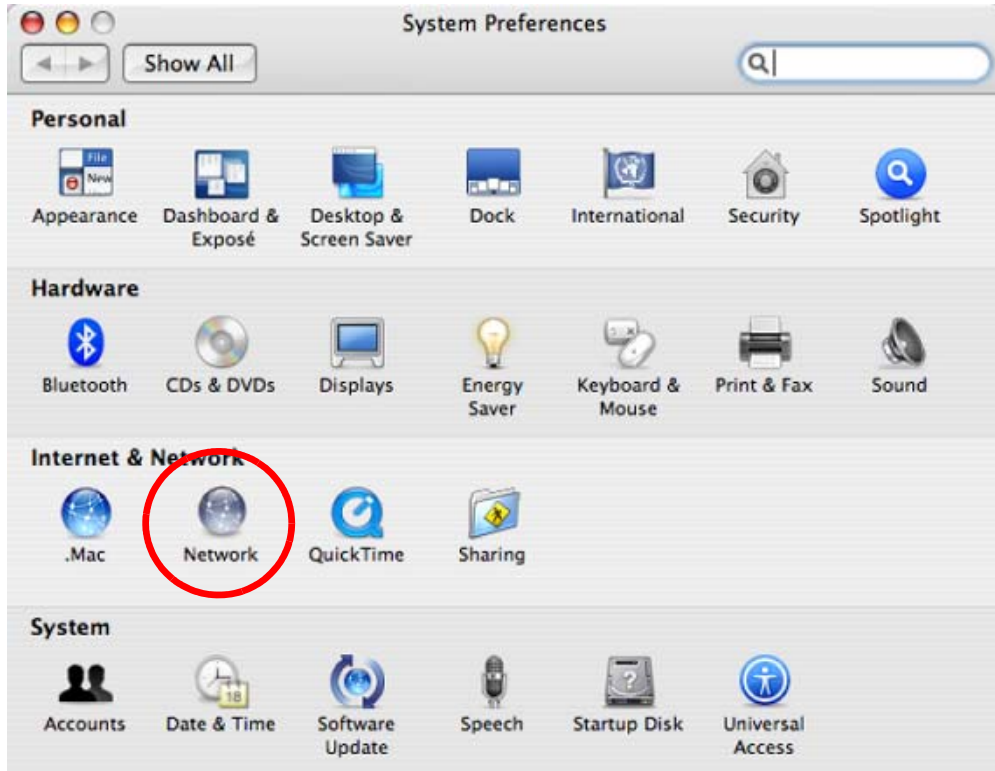 System Preferences
Show All
Personal
File
New
Appearance
Dashboard &
Exposé
Desktop &
Screen Saver
Dock
International
Security
Spotlight
Hardware
Bluetooth
CDs & DVDs
Displays
Energy
Saver
Keyboard &
Mouse
Print & Fax
Sound
Internet & Network
.Mac
Network
QuickTime
Sharing
System
18
?
Accounts
Date & Time
Software
Update
Speech
Startup Disk
Universal
Access